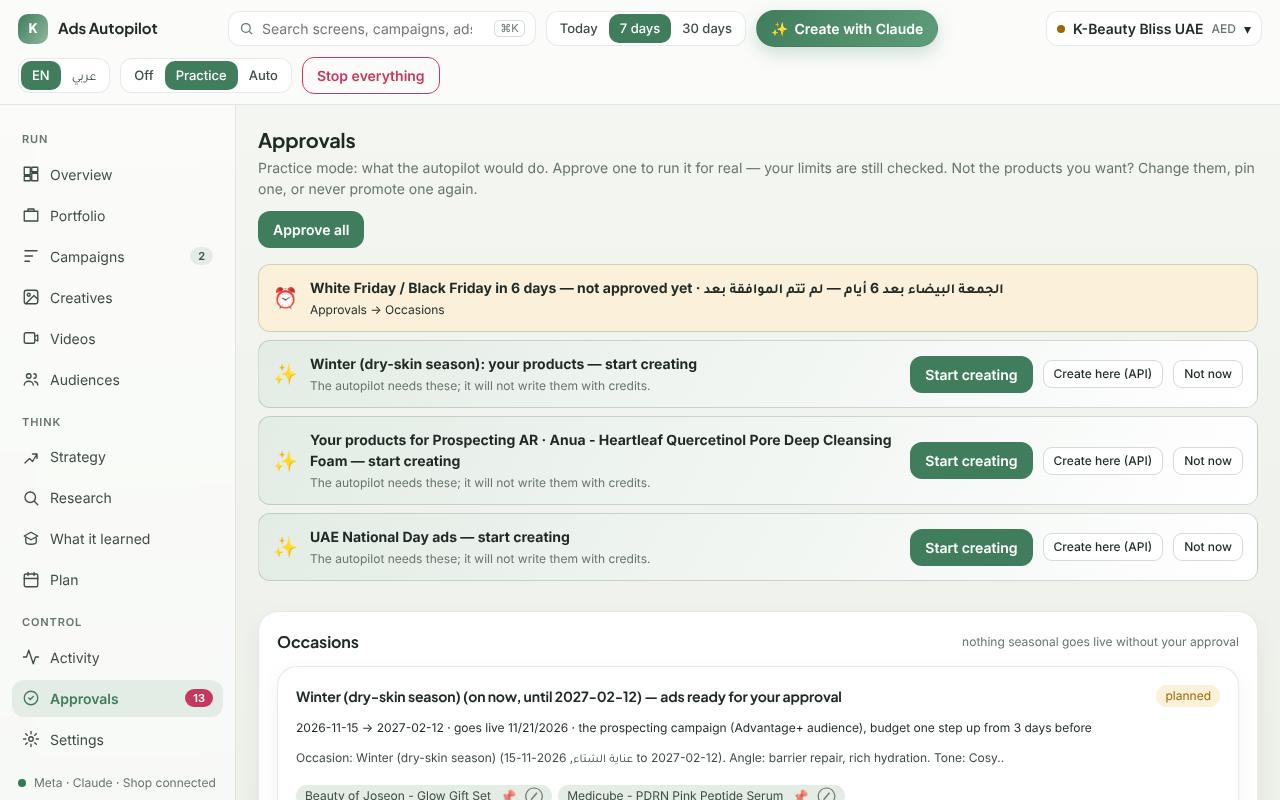 K Ads Autopilot
Search screens, campaigns, ads ⌘K
Today 7 days 30 days
✨ Create with Claude
K-Beauty Bliss UAE AED ▾
EN عربي
Off Practice Auto
Stop everything
RUN
Overview
Portfolio
Campaigns 2
Creatives
Videos
Audiences
THINK
Strategy
Research
What it learned
Plan
CONTROL
Activity
Approvals 13
Settings
Meta · Claude · Shop connected
Approvals
Practice mode: what the autopilot would do. Approve one to run it for real — your limits are still checked. Not the products you want? Change them, pin
one, or never promote one again.
Approve all
White Friday / Black Friday in 6 days — not approved yet · الجمعة البيضاء بعد 6 أيام — لم تتم الموافقة بعد
Approvals → Occasions
Winter (dry-skin season): your products — start creating
The autopilot needs these; it will not write them with credits.
Start creating Create here (API) Not now
Your products for Prospecting AR · Anua - Heartleaf Quercetinol Pore Deep Cleansing
Foam — start creating
The autopilot needs these; it will not write them with credits.
Start creating Create here (API) Not now
UAE National Day ads — start creating
The autopilot needs these; it will not write them with credits.
Start creating Create here (API) Not now
Occasions
nothing seasonal goes live without your approval
Winter (dry-skin season) (on now, until 2027-02-12) — ads ready for your approval
planned
2026-11-15 → 2027-02-12 · goes live 11/21/2026 · the prospecting campaign (Advantage+ audience), budget one step up from 3 days before
Occasion: Winter (dry-skin season) (عناية الشتاء, 2026-11-15 to 2027-02-12). Angle: barrier repair, rich hydration. Tone: Cosy..
Beauty of Joseon - Glow Gift Set Medicube - PDRN Pink Peptide Serum